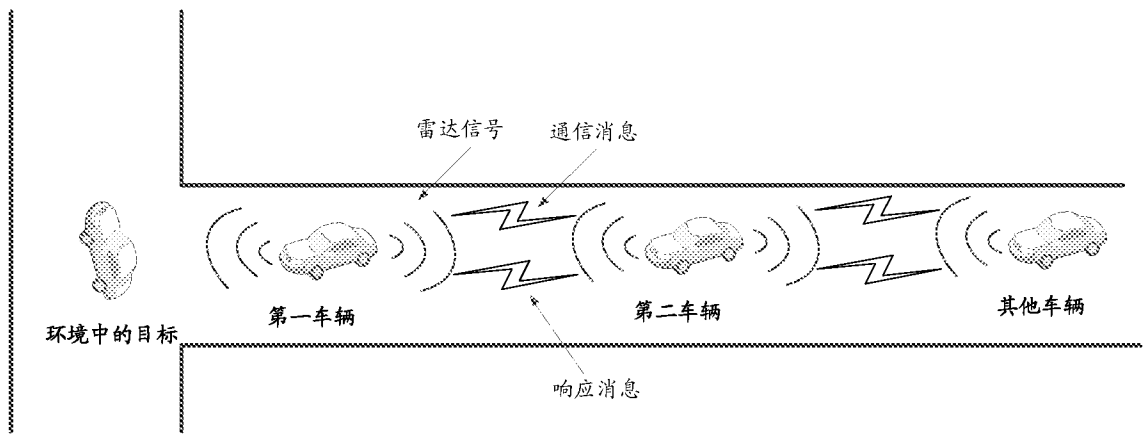 雷达信号
通信消息
环境中的目标
第一车辆
第二车辆
其他车辆
响应消息